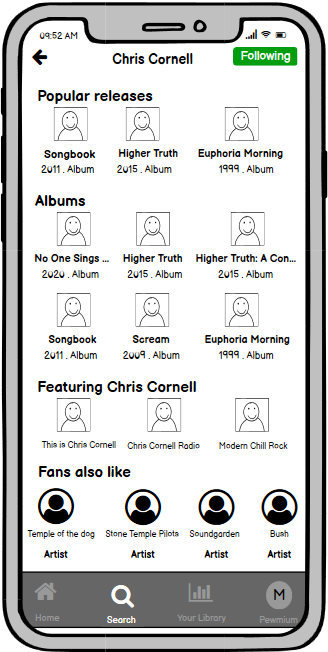 09:52 AM
Chris Cornell
Following
Popular releases
Songbook
2011 . Album
Higher Truth
2015 . Album
Euphoria Morning
1999 . Album
Albums
No One Sings ...
2020 . Album
Higher Truth
2015 . Album
Higher Truth: A Con...
2015 . Album
Songbook
2011 . Album
Scream
2009 . Album
Euphoria Morning
1999 . Album
Featuring Chris Cornell
This is Chris Cornell
Chris Cornell Radio
Modern Chill Rock
Fans also like
Temple of the dog
Artist
Stone Temple Pilots
Artist
Soundgarden
Artist
Bush
Artist
Home
Search
Your Library
M
Pewmium